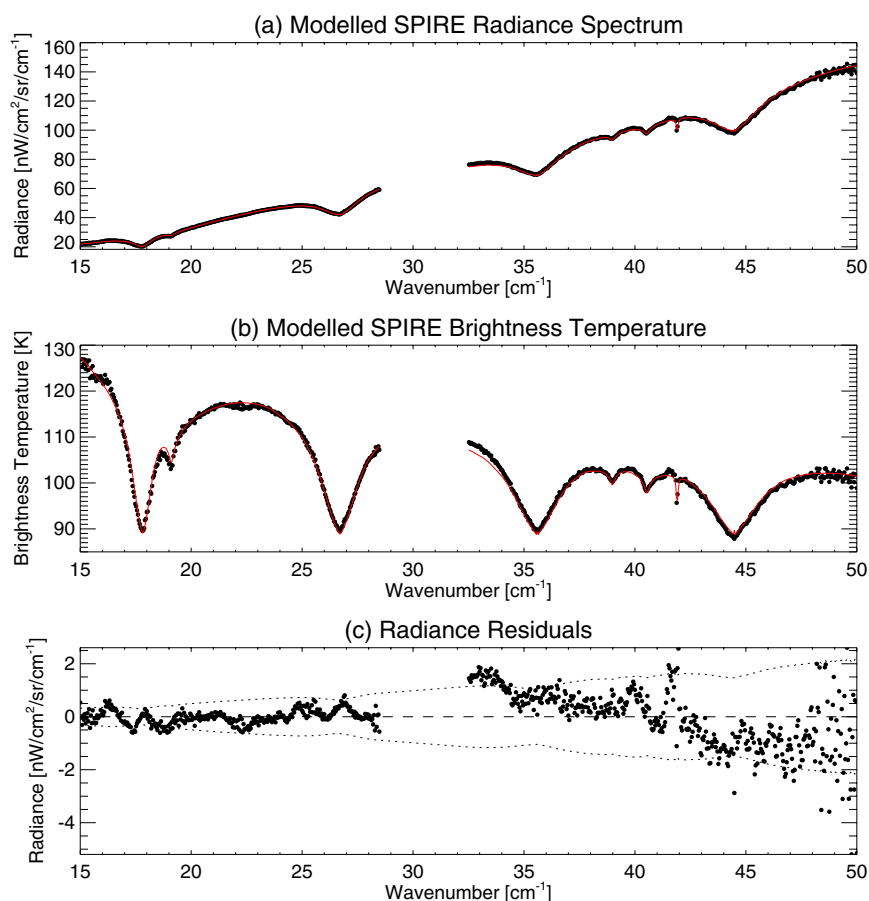 (a) Modelled SPIRE Radiance Spectrum
Radiance [nW/cm²/sr/cm⁻¹]
160
140
120
100
80
60
40
20
15 20 25 30 35 40 45 50
Wavenumber [cm⁻¹]
(b) Modelled SPIRE Brightness Temperature
Brightness Temperature [K]
130
120
110
100
90
15 20 25 30 35 40 45 50
Wavenumber [cm⁻¹]
(c) Radiance Residuals
Radiance [nW/cm²/sr/cm⁻¹]
2
0
-2
-4
15 20 25 30 35 40 45 50
Wavenumber [cm⁻¹]